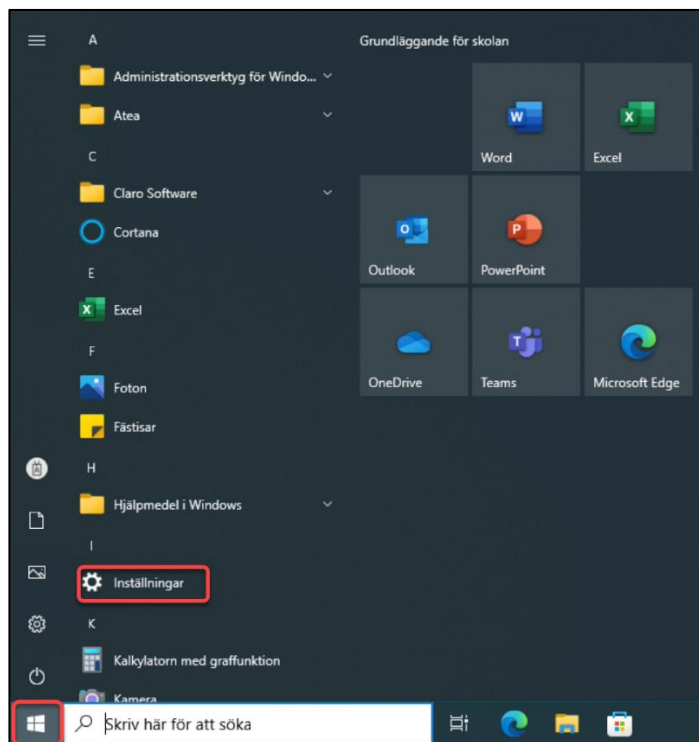 A
Administrationsverktyg för Windo...
Atea
C
Claro Software
Cortana
E
Excel
F
Foton
Fästisar
H
Hjälpmedel i Windows
I
Inställningar
K
Kalkylatorn med graffunktion
Kamera
Skriv här för att söka
Grundläggande för skolan
Word
Excel
Outlook
PowerPoint
OneDrive
Teams
Microsoft Edge